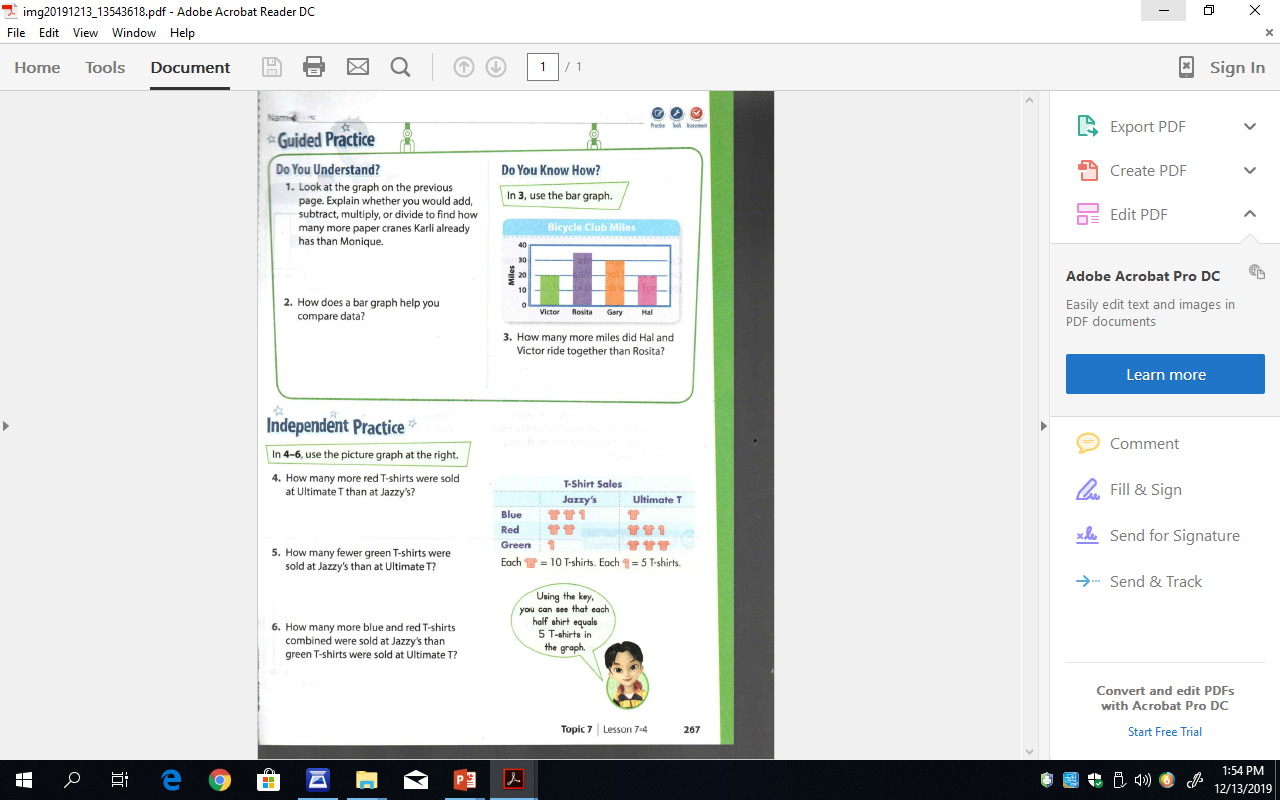 img20191213_13543618.pdf - Adobe Acrobat Reader DC
File Edit View Window Help
Home Tools Document 1 / 1 Sign In
Name
Practice Tools Assessment
Guided Practice
Do You Understand?
1. Look at the graph on the previous
page. Explain whether you would add,
subtract, multiply, or divide to find how
many more paper cranes Karli already
has than Monique.
2. How does a bar graph help you
compare data?
Do You Know How?
In 3, use the bar graph.
Bicycle Club Miles
Miles
40
30
20
10
0
Victor Rosita Gary Hal
3. How many more miles did Hal and
Victor ride together than Rosita?
Independent Practice
In 4–6, use the picture graph at the right.
4. How many more red T-shirts were sold
at Ultimate T than at Jazzy's?
5. How many fewer green T-shirts were
sold at Jazzy's than at Ultimate T?
6. How many more blue and red T-shirts
combined were sold at Jazzy's than
green T-shirts were sold at Ultimate T?
T-Shirt Sales
Jazzy's Ultimate T
Blue
Red
Green
Each = 10 T-shirts. Each = 5 T-shirts.
Using the key,
you can see that each
half shirt equals
5 T-shirts in
the graph.
Topic 7 | Lesson 7-4 267
Export PDF
Create PDF
Edit PDF
Adobe Acrobat Pro DC
Easily edit text and images in
PDF documents
Learn more
Comment
Fill & Sign
Send for Signature
Send & Track
Convert and edit PDFs
with Acrobat Pro DC
Start Free Trial
1:54 PM
12/13/2019